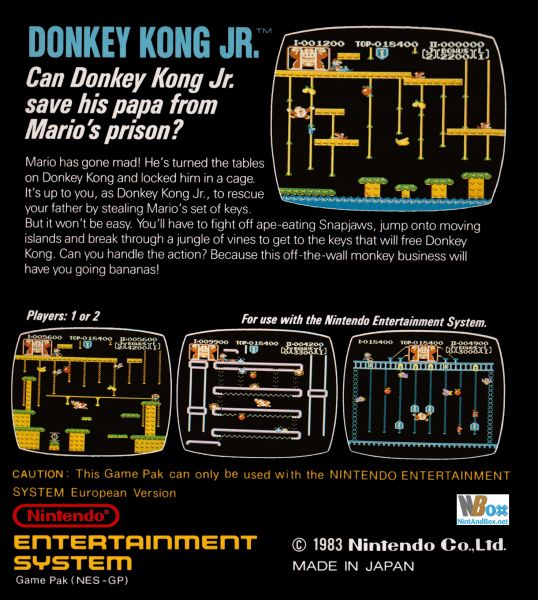 DONKEY KONG JR.™
Can Donkey Kong Jr.
save his papa from
Mario's prison?
I-001200 TOP-018400 II-000000
Mario has gone mad! He's turned the tables
on Donkey Kong and locked him in a cage.
It's up to you, as Donkey Kong Jr., to rescue
your father by stealing Mario's set of keys.
But it won't be easy. You'll have to fight off ape-eating Snapjaws, jump onto moving
islands and break through a jungle of vines to get to the keys that will free Donkey
Kong. Can you handle the action? Because this off-the-wall monkey business will
have you going bananas!
Players: 1 or 2
For use with the Nintendo Entertainment System.
I-005600 TOP-018400 II-005600
I-009900 TOP-018400 II-004200
I-018400 TOP-018400 II-004900
CAUTION: This Game Pak can only be used with the NINTENDO ENTERTAINMENT
SYSTEM European Version
NBox
NintAndBox.net
Nintendo®
ENTERTAINMENT
SYSTEM
Game Pak (NES-GP)
© 1983 Nintendo Co., Ltd.
MADE IN JAPAN